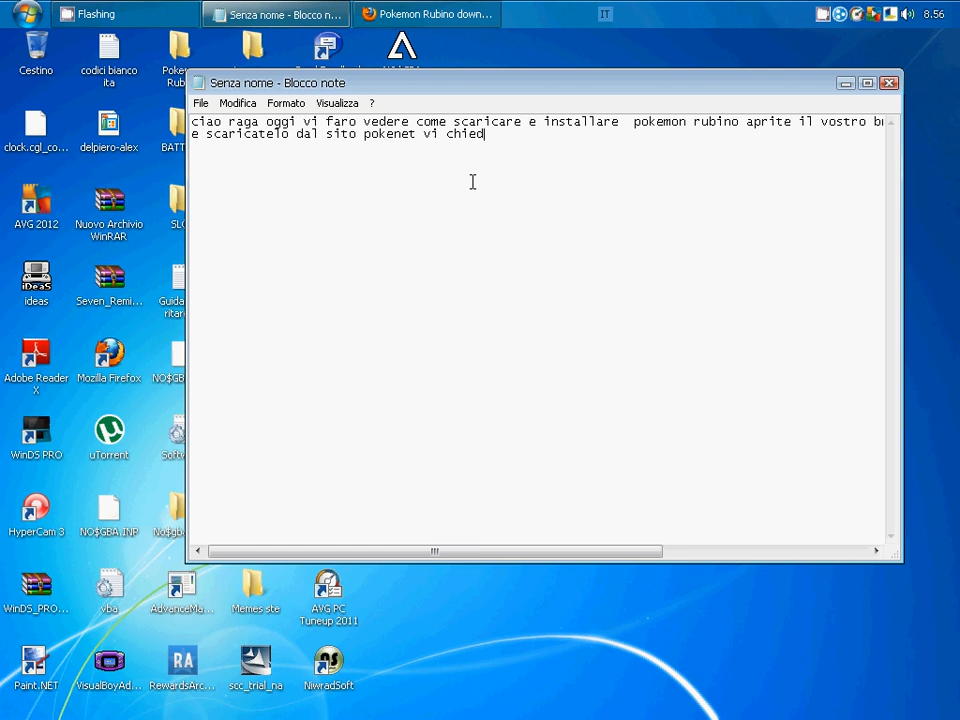 Flashing
Senza nome - Blocco n...
Pokemon Rubino down...
IT
8.56
Cestino
codici bianco ita
clock.cgl_co...
delpiero-alex
AVG 2012
Nuovo Archivio WinRAR
ideas
Seven_Remi...
Adobe Reader X
Mozilla Firefox
WinDS PRO
uTorrent
HyperCam 3
NO$GBA.INP
WinDS_PRO...
vba
AdvanceMa...
Memes ste
AVG PC Tuneup 2011
Paint.NET
VisualBoyAd...
RA
RewardsArc...
scc_trial_na
NiwradSoft
Senza nome - Blocco note
File Modifica Formato Visualizza ?
ciao raga oggi vi faro vedere come scaricare e installare pokemon rubino aprite il vostro
e scaricatelo dal sito pokenet vi chied